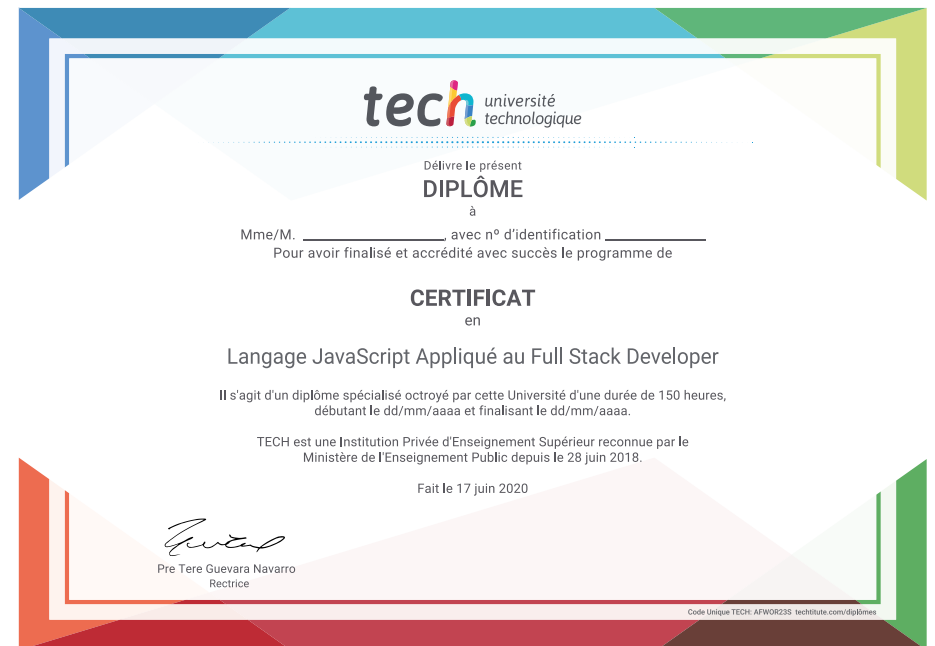 tech université
technologique
Délivre le présent
DIPLÔME
à
Mme/M. ____________________, avec nº d'identification ______________
Pour avoir finalisé et accrédité avec succès le programme de
CERTIFICAT
en
Langage JavaScript Appliqué au Full Stack Developer
Il s'agit d'un diplôme spécialisé octroyé par cette Université d'une durée de 150 heures,
débutant le dd/mm/aaaa et finalisant le dd/mm/aaaa.
TECH est une Institution Privée d'Enseignement Supérieur reconnue par le
Ministère de l'Enseignement Public depuis le 28 juin 2018.
Fait le 17 juin 2020
Pre Tere Guevara Navarro
Rectrice
Code Unique TECH: AFWOR23S techtitute.com/diplômes